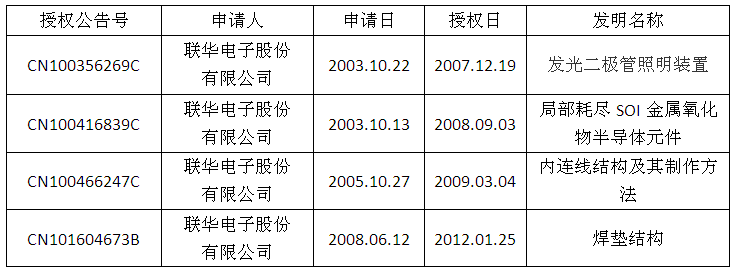 授权公告号 申请人 申请日 授权日 发明名称
CN100356269C 联华电子股份有限公司 2003.10.22 2007.12.19 发光二极管照明装置
CN100416839C 联华电子股份有限公司 2003.10.13 2008.09.03 局部耗尽 SOI 金属氧化物半导体元件
CN100466247C 联华电子股份有限公司 2005.10.27 2009.03.04 内连线结构及其制作方法
CN101604673B 联华电子股份有限公司 2008.06.12 2012.01.25 焊垫结构